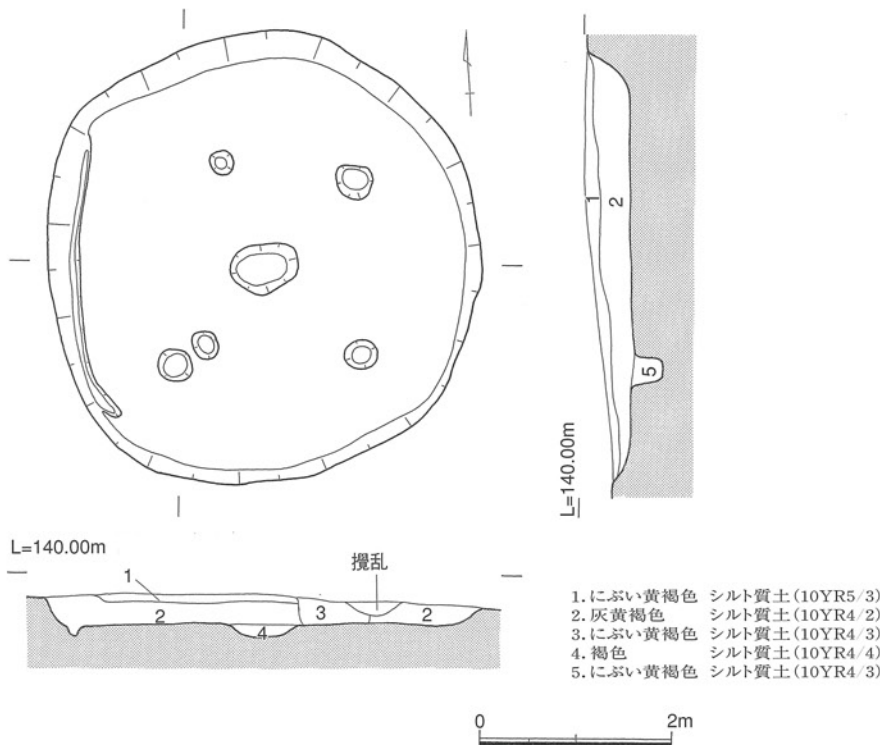 1
2
5
L=140.00m
L=140.00m
攪乱
1
2
3
2
4
1. にぶい黄褐色 シルト質土(10YR5/3)
2. 灰黄褐色 シルト質土(10YR4/2)
3. にぶい黄褐色 シルト質土(10YR4/3)
4. 褐色 シルト質土(10YR4/4)
5. にぶい黄褐色 シルト質土(10YR4/3)
0 2m